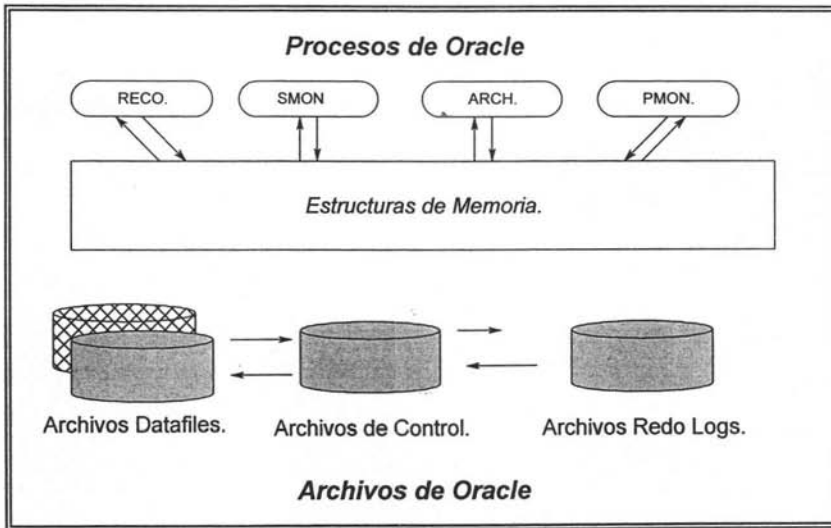 Procesos de Oracle
RECO. SMON ARCH. PMON.
Estructuras de Memoria.
Archivos Datafiles. Archivos de Control. Archivos Redo Logs.
Archivos de Oracle